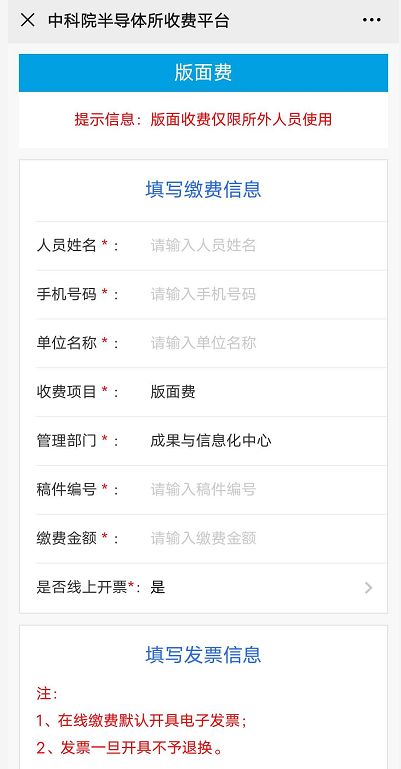 中科院半导体所收费平台
版面费
提示信息：版面收费仅限所外人员使用
填写缴费信息
人员姓名 * ： 请输入人员姓名
手机号码 * ： 请输入手机号码
单位名称 * ： 请输入单位名称
收费项目 * ： 版面费
管理部门 * ： 成果与信息化中心
稿件编号 * ： 请输入稿件编号
缴费金额 * ： 请输入缴费金额
是否线上开票*： 是
填写发票信息
注：
1、在线缴费默认开具电子发票；
2、发票一旦开具不予退换。